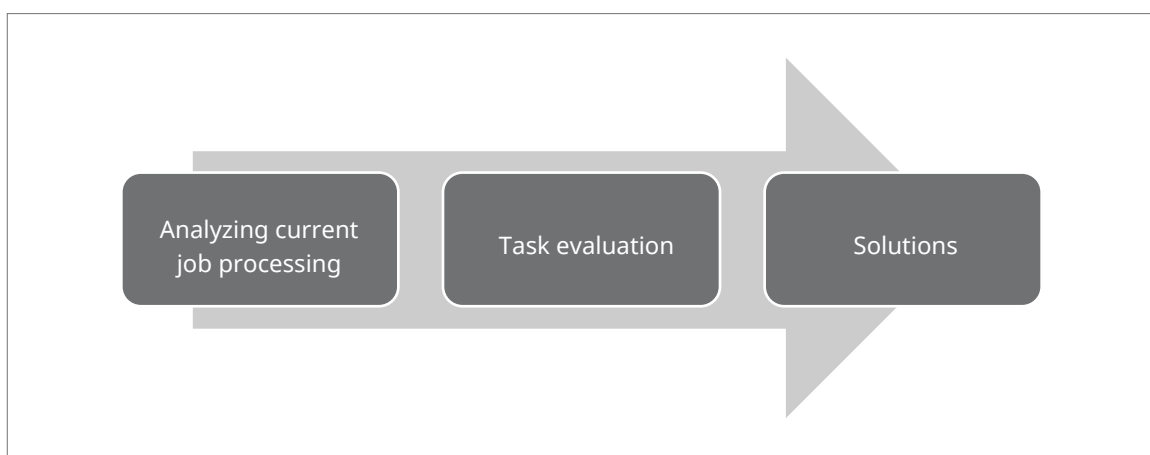 Analyzing current
job processing
Task evaluation
Solutions